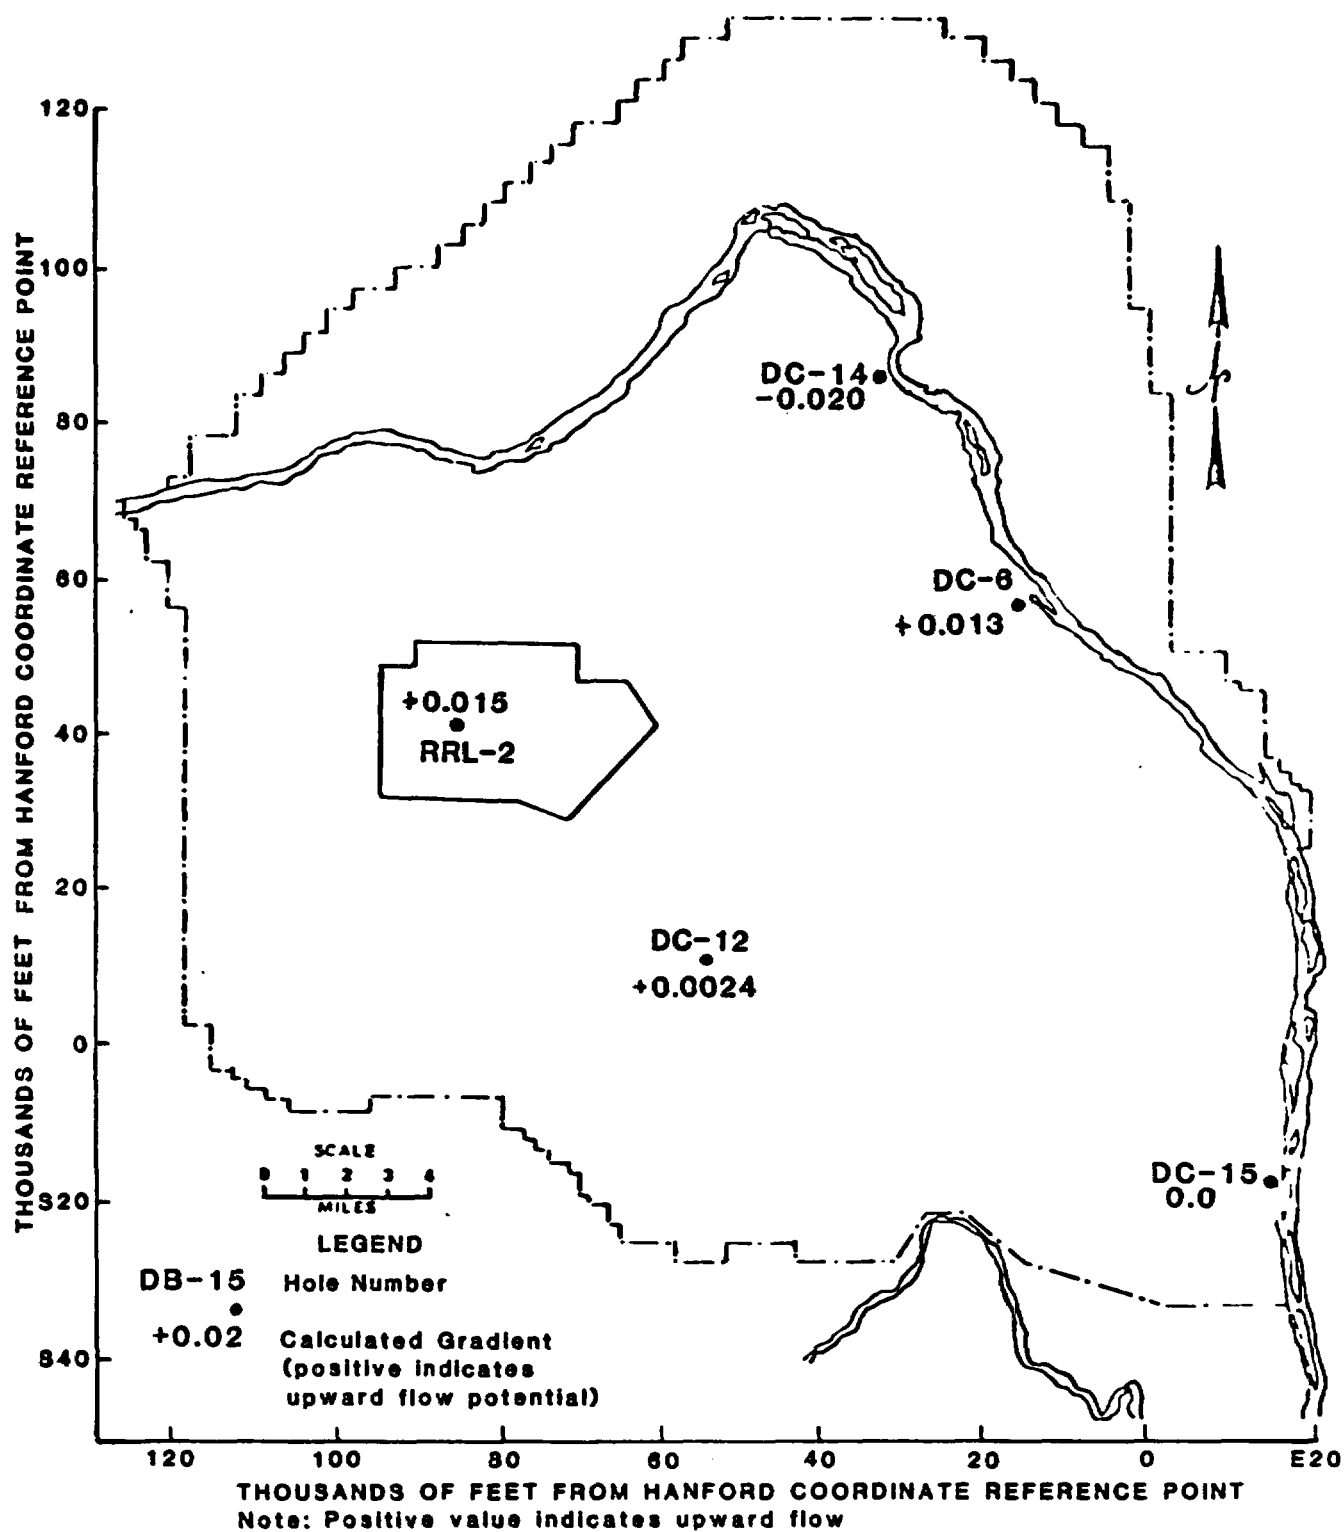 120
100
80
60
40
20
0
S20
S40
THOUSANDS OF FEET FROM HANFORD COORDINATE REFERENCE POINT
DC-14
-0.020
DC-6
+0.013
+0.015
RRL-2
DC-12
+0.0024
DC-15
0.0
SCALE
0 1 2 3 4
MILES
LEGEND
DB-15 Hole Number
+0.02 Calculated Gradient
(positive indicates
upward flow potential)
120 100 80 60 40 20 0 E20
THOUSANDS OF FEET FROM HANFORD COORDINATE REFERENCE POINT
Note: Positive value indicates upward flow